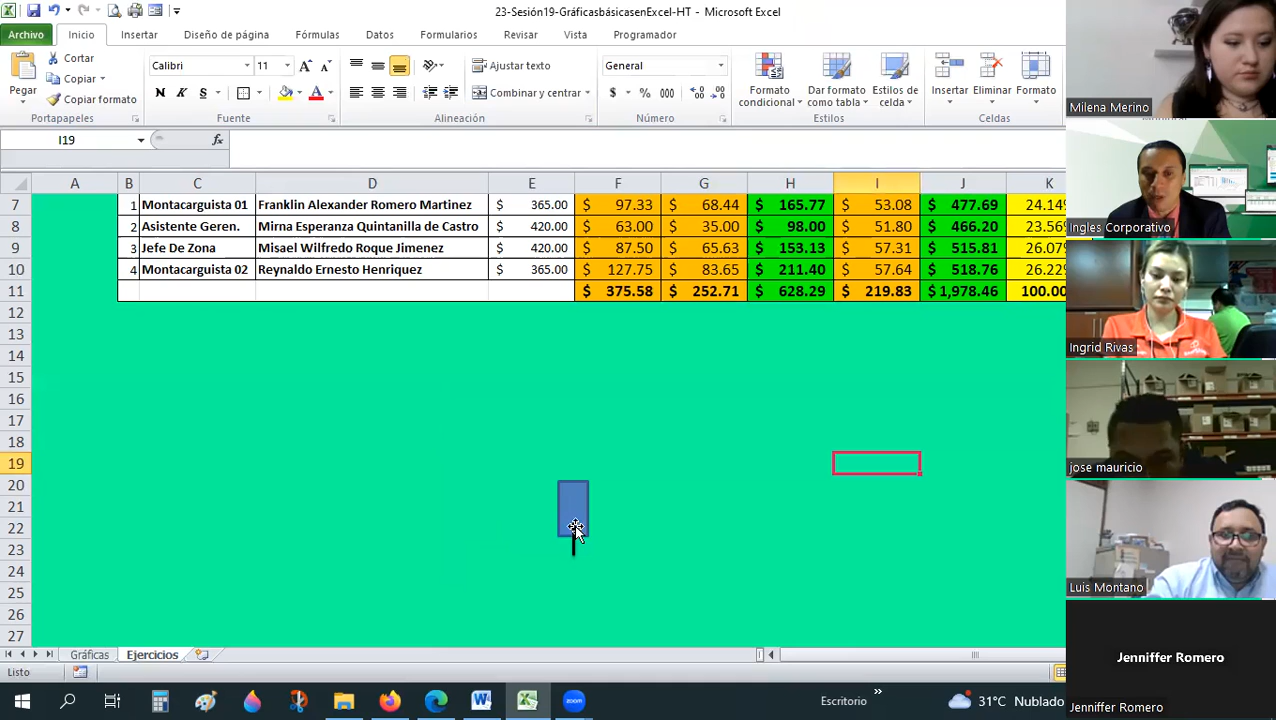 23-Sesión19-GráficasbásicasenExcel-HT - Microsoft Excel
Archivo Inicio Insertar Diseño de página Fórmulas Datos Formularios Revisar Vista Programador
Pegar
Cortar
Copiar
Copiar formato
Portapapeles
Calibri 11
N K S
Fuente
Ajustar texto
Combinar y centrar
Alineación
General
$ % 000
Número
Formato condicional
Dar formato como tabla
Estilos de celda
Estilos
Insertar Eliminar Formato
Celdas
I19 fx
A B C D E F G H I J K
7 1 Montacarguista 01 Franklin Alexander Romero Martinez $ 365.00 $ 97.33 $ 68.44 $ 165.77 $ 53.08 $ 477.69 24.14%
8 2 Asistente Geren. Mirna Esperanza Quintanilla de Castro $ 420.00 $ 63.00 $ 35.00 $ 98.00 $ 51.80 $ 466.20 23.56%
9 3 Jefe De Zona Misael Wilfredo Roque Jimenez $ 420.00 $ 87.50 $ 65.63 $ 153.13 $ 57.31 $ 515.81 26.07%
10 4 Montacarguista 02 Reynaldo Ernesto Henriquez $ 365.00 $ 127.75 $ 83.65 $ 211.40 $ 57.64 $ 518.76 26.22%
11 $ 375.58 $ 252.71 $ 628.29 $ 219.83 $ 1,978.46 100.00
12
13
14
15
16
17
18
19
20
21
22
23
24
25
26
27
Gráficas Ejercicios
Listo
Escritorio » 31°C Nublado
Milena Merino
Ingles Corporativo
Ingrid Rivas
jose mauricio
Luis Montano
Jenniffer Romero
Jenniffer Romero